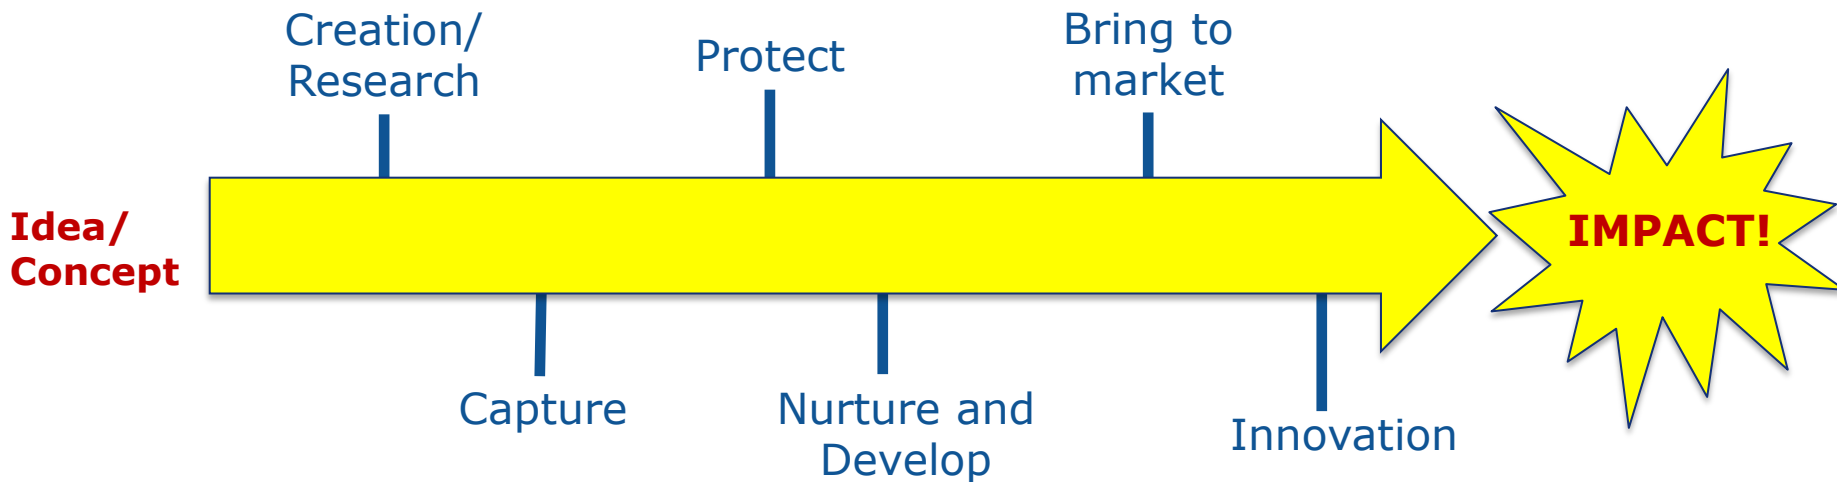 Creation/
Research
Protect
Bring to
market
Idea/
Concept
IMPACT!
Capture
Nurture and
Develop
Innovation